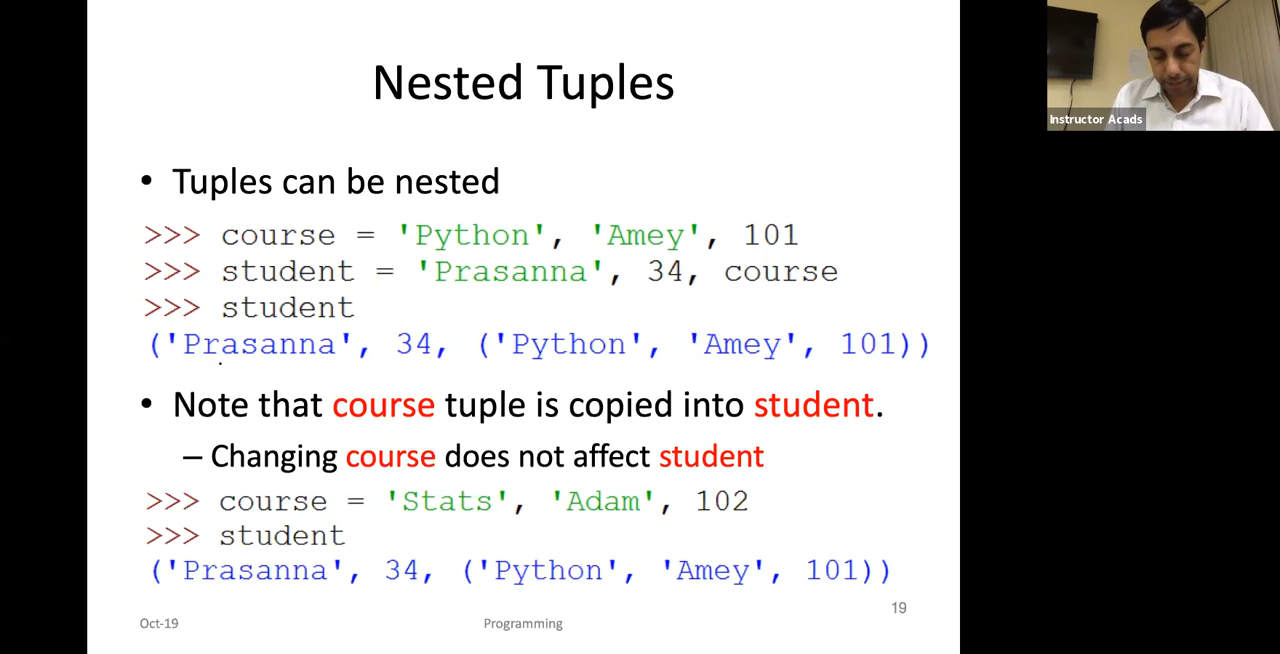 Nested Tuples
• Tuples can be nested
>>> course = 'Python', 'Amey', 101
>>> student = 'Prasanna', 34, course
>>> student
('Prasanna', 34, ('Python', 'Amey', 101))
• Note that course tuple is copied into student.
– Changing course does not affect student
>>> course = 'Stats', 'Adam', 102
>>> student
('Prasanna', 34, ('Python', 'Amey', 101))
Oct-19
Programming
19
Instructor Acads